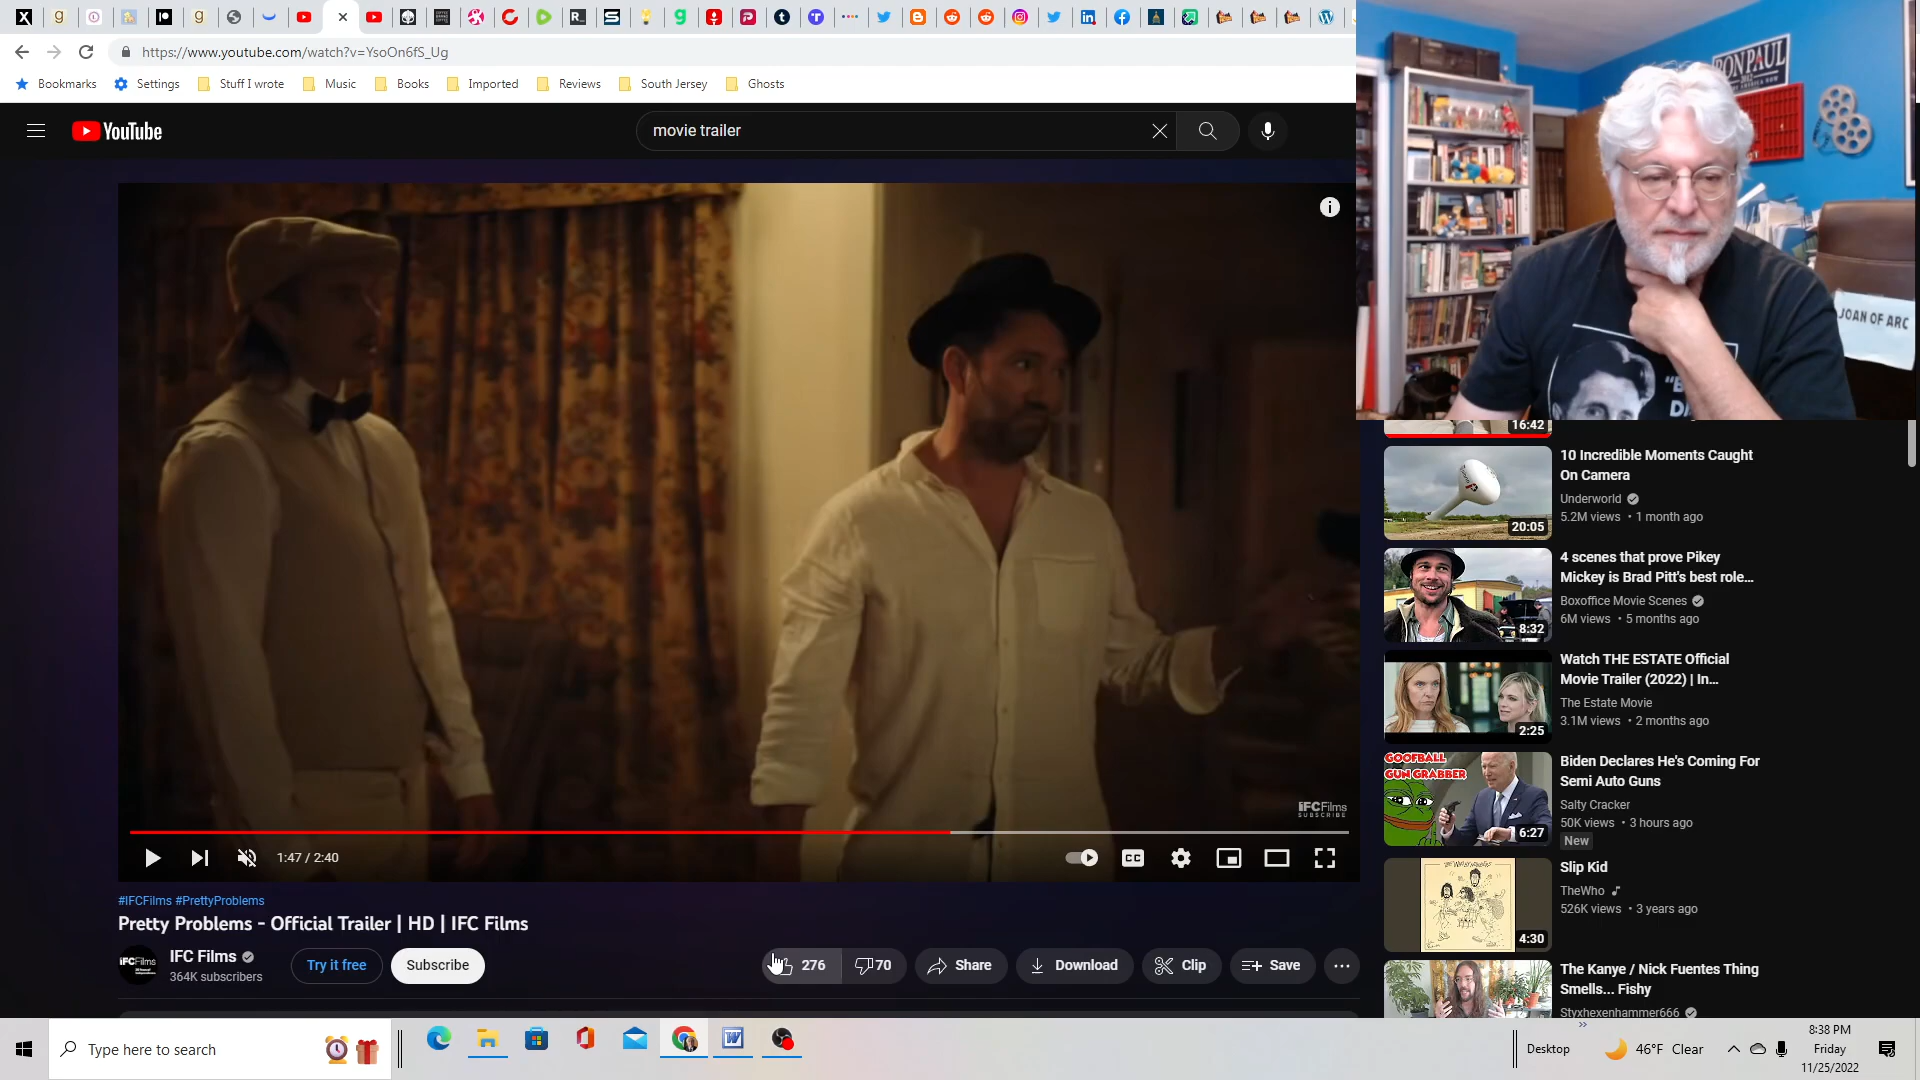 https://www.youtube.com/watch?v=YsoOn6fS_Ug
Bookmarks
Settings
Stuff I wrote
Music
Books
Imported
Reviews
South Jersey
Ghosts
YouTube
movie trailer
RON PAUL
JOAN OF ARC
iFCFilms
SUBSCRIBE
1:47 / 2:40
CC
#IFCFilms #PrettyProblems
Pretty Problems - Official Trailer | HD | IFC Films
iFCFilms
IFC Films
364K subscribers
Try it free
Subscribe
276
70
Share
Download
Clip
Save
16:42
10 Incredible Moments Caught
On Camera
Underworld
5.2M views • 1 month ago
20:05
4 scenes that prove Pikey
Mickey is Brad Pitt's best role...
Boxoffice Movie Scenes
6M views • 5 months ago
8:32
Watch THE ESTATE Official
Movie Trailer (2022) | In...
The Estate Movie
3.1M views • 2 months ago
2:25
GOOFBALL
GUN GRABBER
Biden Declares He's Coming For
Semi Auto Guns
Salty Cracker
50K views • 3 hours ago
New
6:27
Slip Kid
TheWho
526K views • 3 years ago
4:30
The Kanye / Nick Fuentes Thing
Smells... Fishy
Styxhexenhammer666
Type here to search
Desktop
46°F Clear
8:38 PM
Friday
11/25/2022